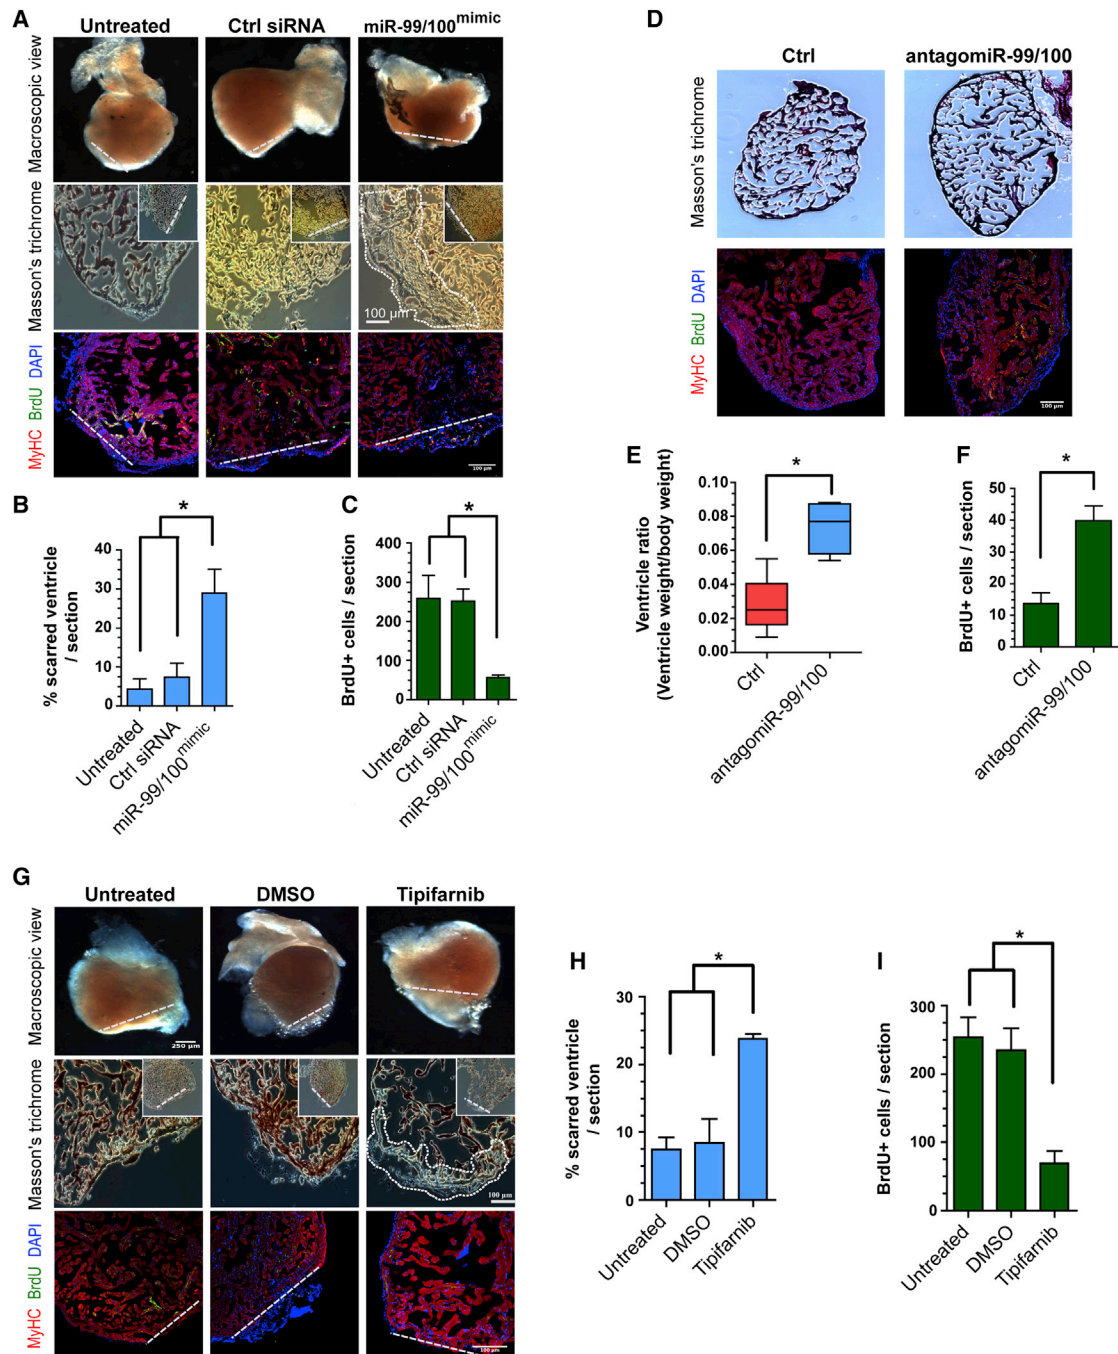 A
Untreated
Ctrl siRNA
miR-99/100mimic
Macroscopic view
Masson's trichrome
100 µm
MyHC BrdU DAPI
100 µm
B
% scarred ventricle
/ section
40
30
20
10
0
*
Untreated
Ctrl siRNA
miR-99/100mimic
C
BrdU+ cells / section
400
300
200
100
0
*
Untreated
Ctrl siRNA
miR-99/100mimic
D
Ctrl
antagomiR-99/100
Masson's trichrome
MyHC BrdU DAPI
100 µm
E
Ventricle ratio
(Ventricle weight/body weight)
0.10
0.08
0.06
0.04
0.02
0.00
*
Ctrl
antagomiR-99/100
F
BrdU+ cells / section
50
40
30
20
10
0
*
Ctrl
antagomiR-99/100
G
Untreated
DMSO
Tipifarnib
Macroscopic view
250 µm
Masson's trichrome
100 µm
MyHC BrdU DAPI
100 µm
H
% scarred ventricle
/ section
30
20
10
0
*
Untreated
DMSO
Tipifarnib
I
BrdU+ cells / section
300
200
100
0
*
Untreated
DMSO
Tipifarnib